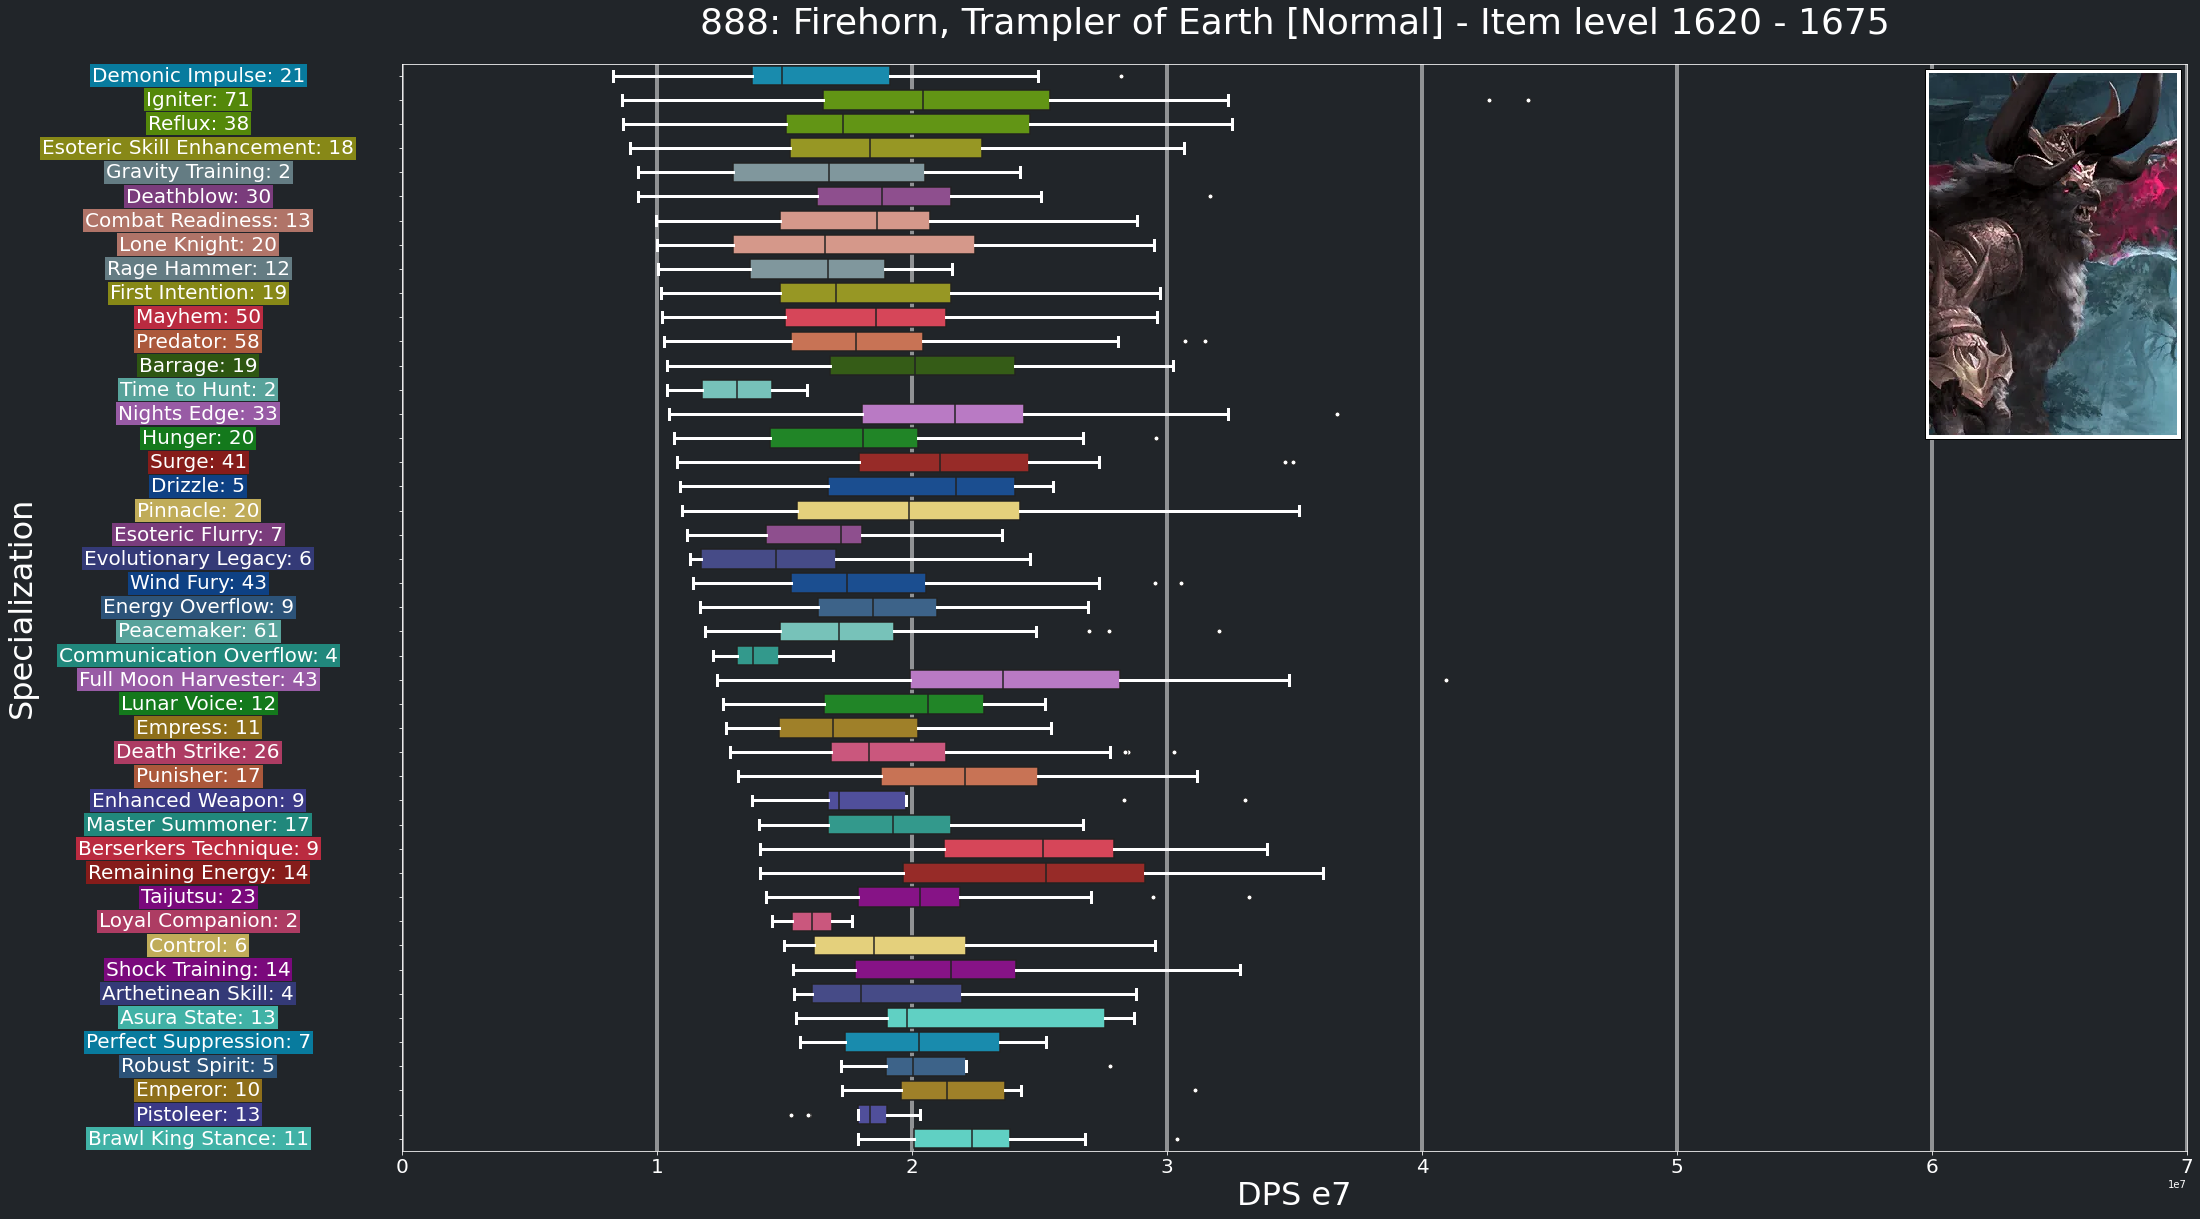 888: Firehorn, Trampler of Earth [Normal] - Item level 1620 - 1675
Specialization
Demonic Impulse: 21
Igniter: 71
Reflux: 38
Esoteric Skill Enhancement: 18
Gravity Training: 2
Deathblow: 30
Combat Readiness: 13
Lone Knight: 20
Rage Hammer: 12
First Intention: 19
Mayhem: 50
Predator: 58
Barrage: 19
Time to Hunt: 2
Nights Edge: 33
Hunger: 20
Surge: 41
Drizzle: 5
Pinnacle: 20
Esoteric Flurry: 7
Evolutionary Legacy: 6
Wind Fury: 43
Energy Overflow: 9
Peacemaker: 61
Communication Overflow: 4
Full Moon Harvester: 43
Lunar Voice: 12
Empress: 11
Death Strike: 26
Punisher: 17
Enhanced Weapon: 9
Master Summoner: 17
Berserkers Technique: 9
Remaining Energy: 14
Taijutsu: 23
Loyal Companion: 2
Control: 6
Shock Training: 14
Arthetinean Skill: 4
Asura State: 13
Perfect Suppression: 7
Robust Spirit: 5
Emperor: 10
Pistoleer: 13
Brawl King Stance: 11
0 1 2 3 4 5 6 7
1e7
DPS e7